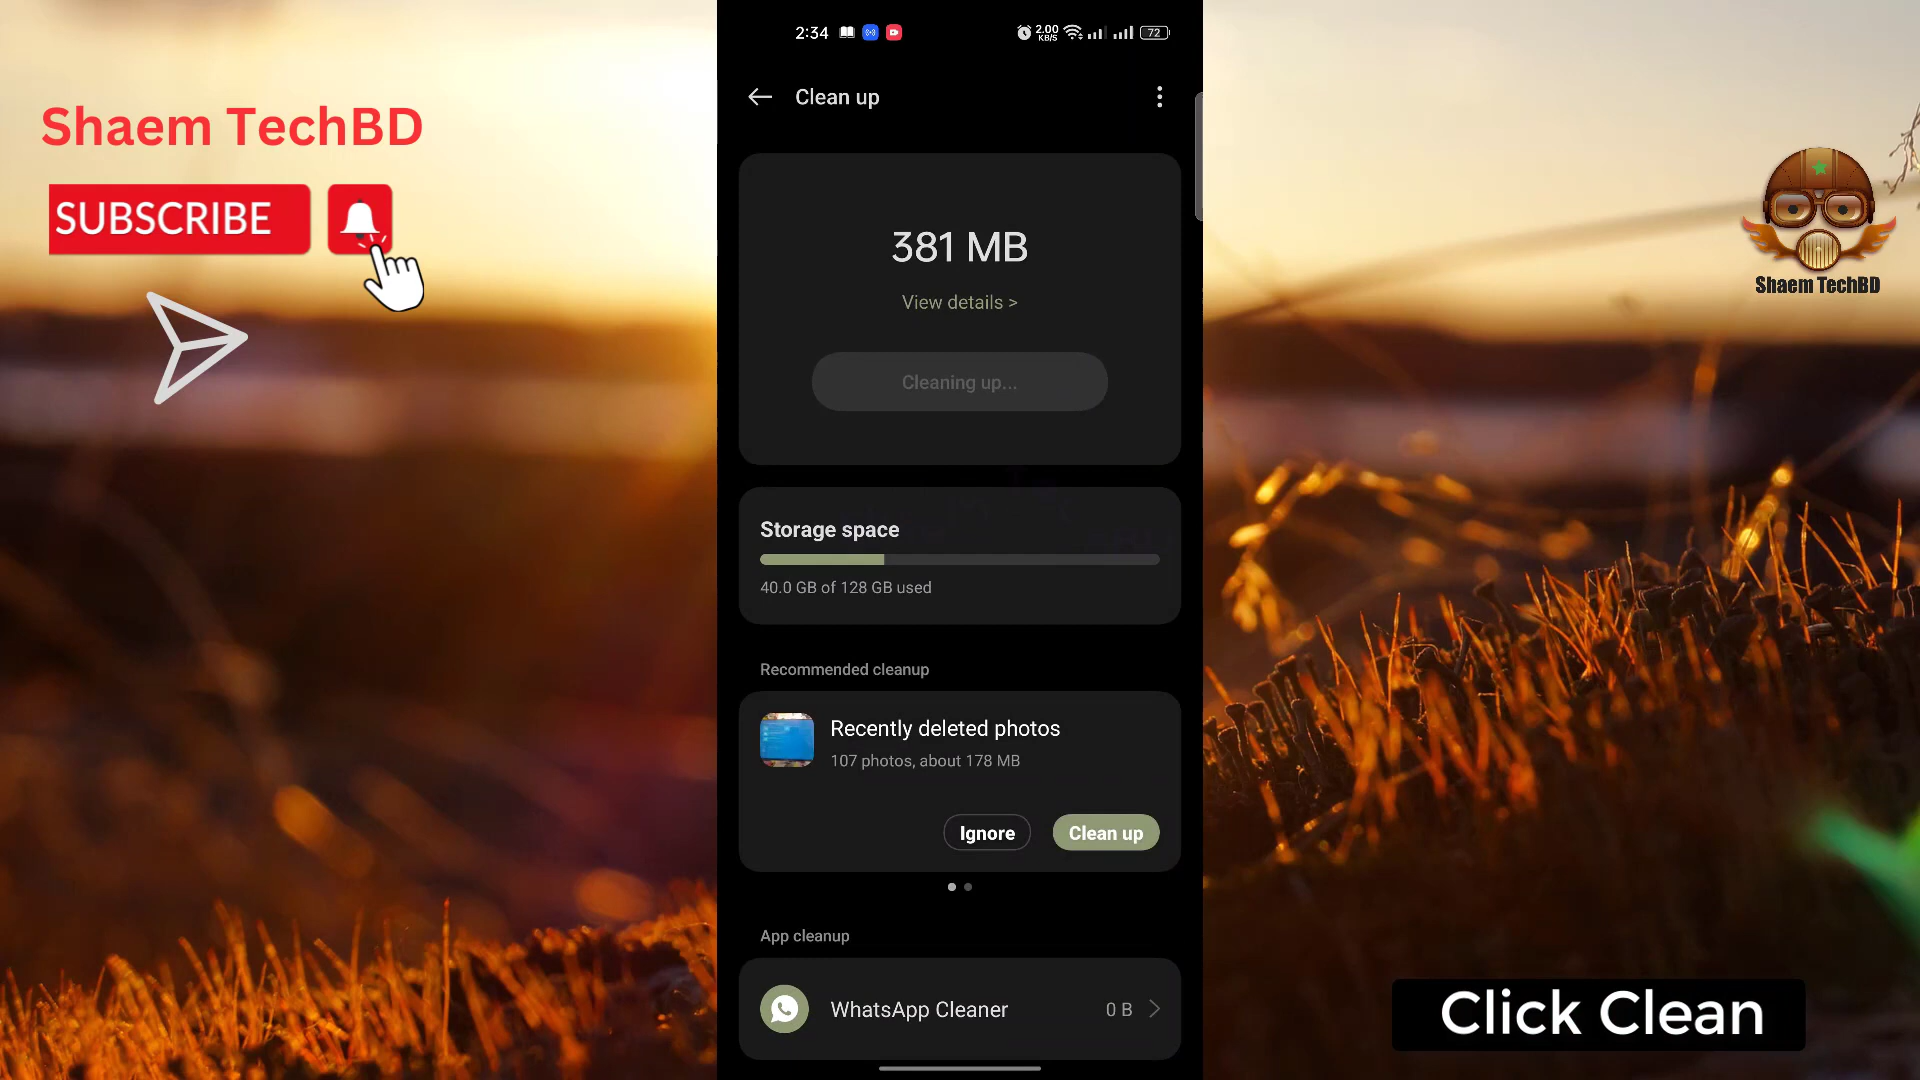 Shaem TechBD
SUBSCRIBE
2:34
2.00
KB/S
72
Clean up
381 MB
View details >
Cleaning up...
Storage space
40.0 GB of 128 GB used
Recommended cleanup
Recently deleted photos
107 photos, about 178 MB
Ignore
Clean up
App cleanup
WhatsApp Cleaner
0 B
Shaem TechBD
Click Clean